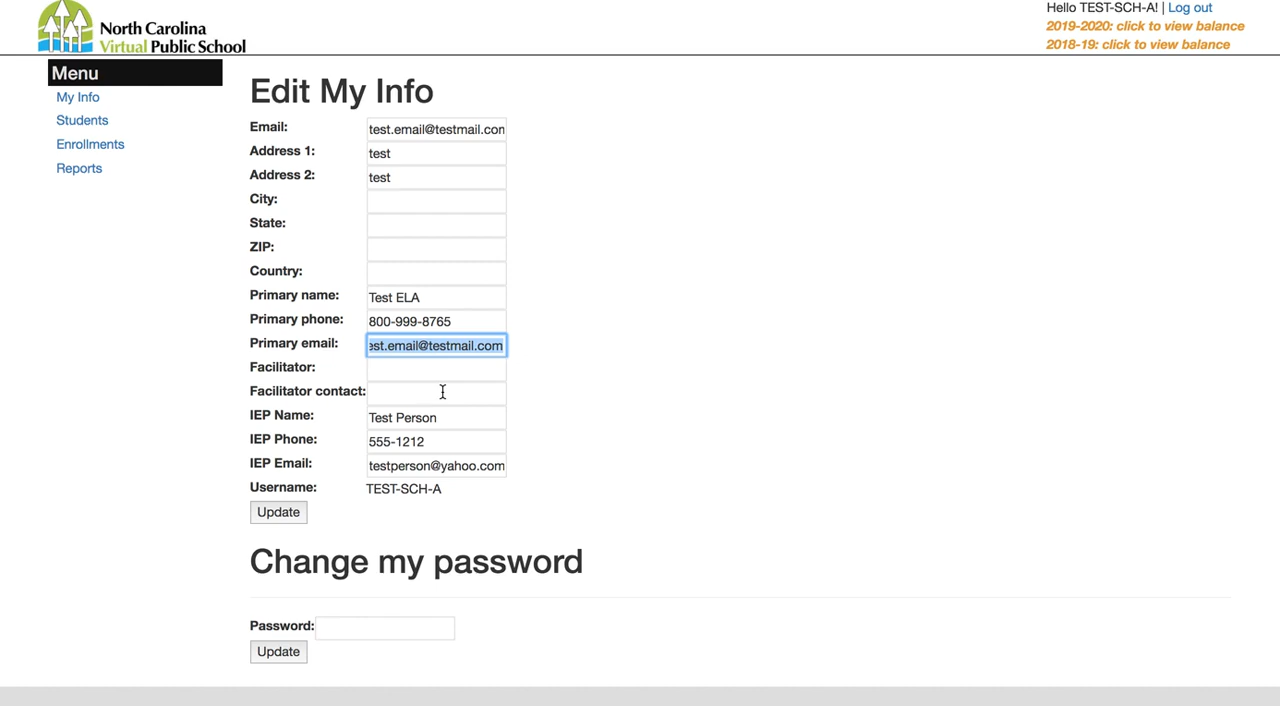 North Carolina
Virtual Public School
Hello TEST-SCH-A! | Log out
2019-2020: click to view balance
2018-19: click to view balance
Menu
My Info
Students
Enrollments
Reports
Edit My Info
Email: test.email@testmail.con
Address 1: test
Address 2: test
City:
State:
ZIP:
Country:
Primary name: Test ELA
Primary phone: 800-999-8765
Primary email: est.email@testmail.com
Facilitator:
Facilitator contact:
IEP Name: Test Person
IEP Phone: 555-1212
IEP Email: testperson@yahoo.com
Username: TEST-SCH-A
Update
Change my password
Password:
Update